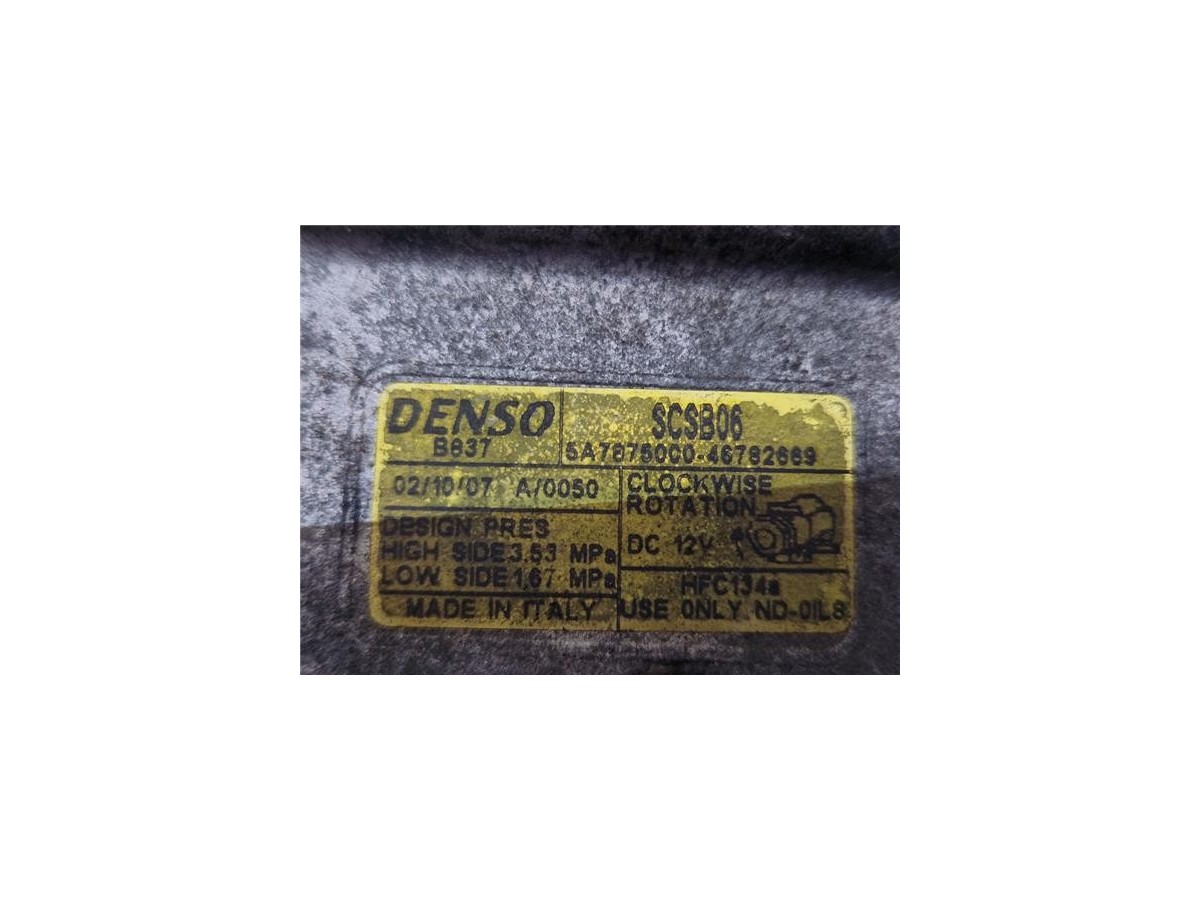 DENSO
B637
SCSB06
5A7875000-46782669
02/10/07 A/0050
CLOCKWISE
ROTATION
DC 12V
DESIGN PRES
HIGH SIDE 3.53 MPa
LOW SIDE 1.67 MPa
HFC134a
MADE IN ITALY
USE ONLY ND-OIL8